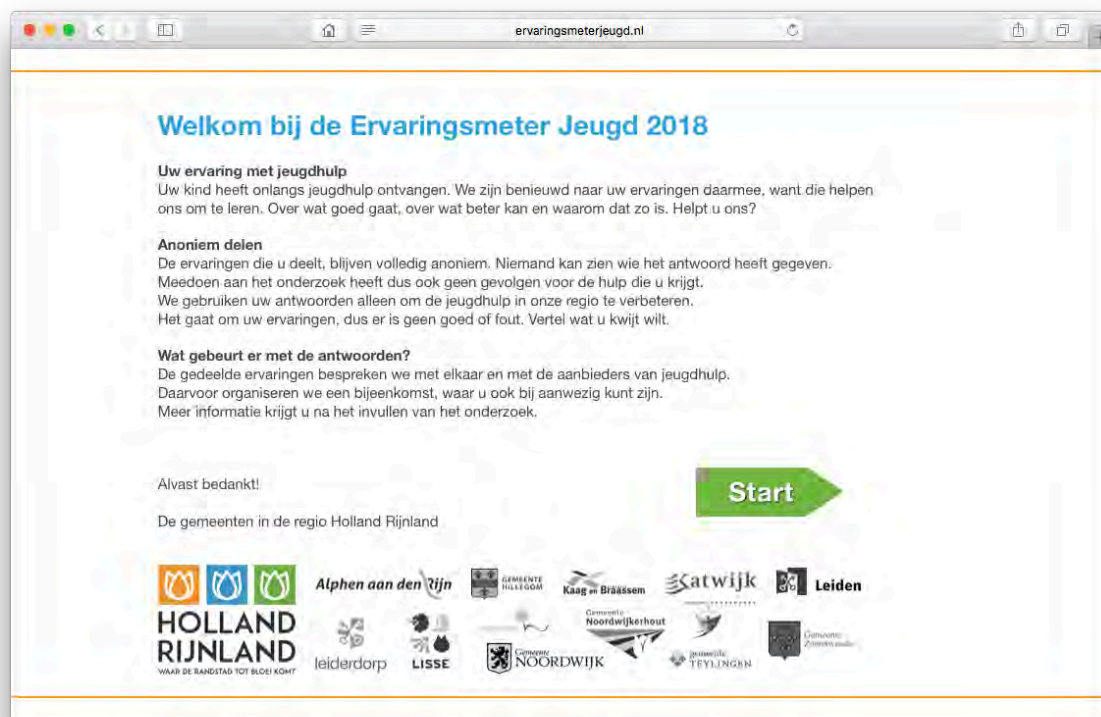 ervaringsmeterjeugd.nl
Welkom bij de Ervaringsmeter Jeugd 2018
Uw ervaring met jeugdhulp
Uw kind heeft onlangs jeugdhulp ontvangen. We zijn benieuwd naar uw ervaringen daarmee, want die helpen
ons om te leren. Over wat goed gaat, over wat beter kan en waarom dat zo is. Helpt u ons?
Anoniem delen
De ervaringen die u deelt, blijven volledig anoniem. Niemand kan zien wie het antwoord heeft gegeven.
Meedoen aan het onderzoek heeft dus ook geen gevolgen voor de hulp die u krijgt.
We gebruiken uw antwoorden alleen om de jeugdhulp in onze regio te verbeteren.
Het gaat om uw ervaringen, dus er is geen goed of fout. Vertel wat u kwijt wilt.
Wat gebeurt er met de antwoorden?
De gedeelde ervaringen bespreken we met elkaar en met de aanbieders van jeugdhulp.
Daarvoor organiseren we een bijeenkomst, waar u ook bij aanwezig kunt zijn.
Meer informatie krijgt u na het invullen van het onderzoek.
Alvast bedankt!
Start
De gemeenten in de regio Holland Rijnland
HOLLAND
RIJNLAND
WAAR DE RANDSTAD TOT BLOEI KOMT
Alphen aan den Rijn
GEMEENTE
HILLEGOM
Kaag en Braassem
Katwijk
Leiden
leiderdorp
LISSE
Gemeente
NOORDWIJK
Gemeente
Noordwijkerhout
gemeente
TEYLINGEN
Gemeente